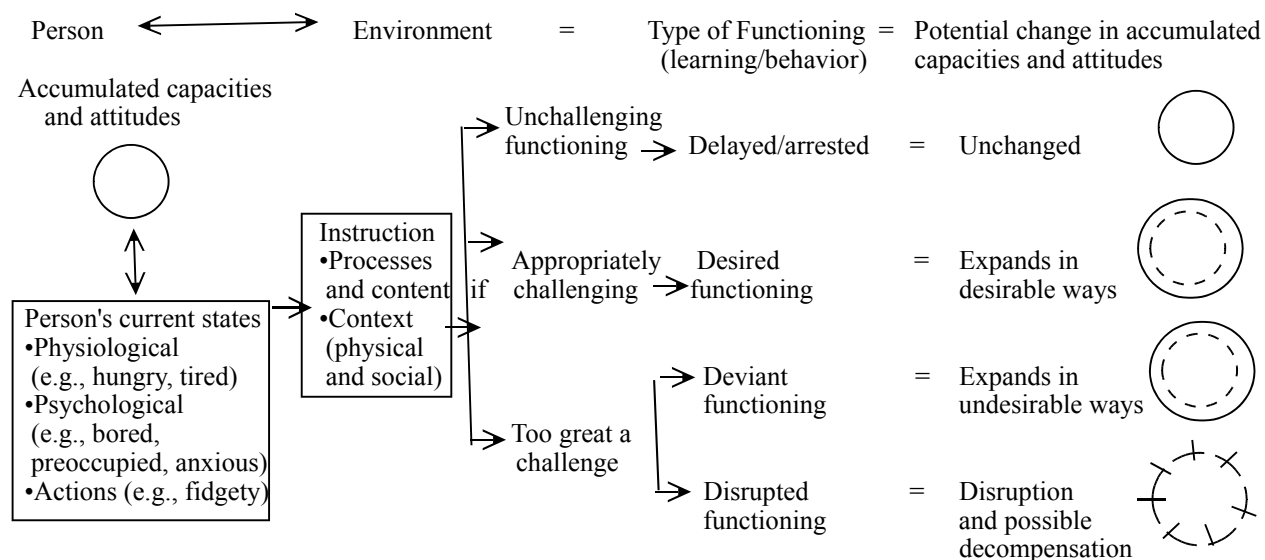 Person
Environment
=
Type of Functioning
(learning/behavior)
=
Potential change in accumulated
capacities and attitudes
Accumulated capacities
and attitudes
Person's current states
•Physiological
(e.g., hungry, tired)
•Psychological
(e.g., bored,
preoccupied, anxious)
•Actions (e.g., fidgety)
Instruction
•Processes
and content
•Context
(physical
and social)
if
Unchallenging
functioning
Delayed/arrested
=
Unchanged
Appropriately
challenging
Desired
functioning
=
Expands in
desirable ways
Too great a
challenge
Deviant
functioning
=
Expands in
undesirable ways
Disrupted
functioning
=
Disruption
and possible
decompensation